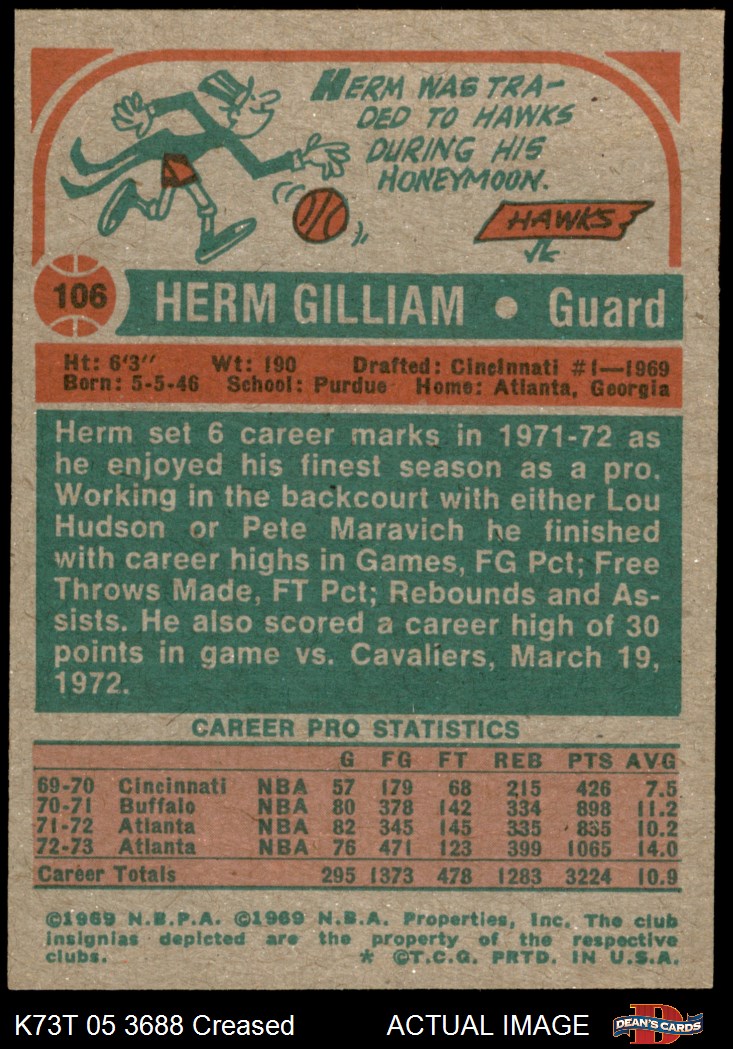 HERM WAS TRA-
DED TO HAWKS
DURING HIS
HONEYMOON.
HAWKS
106 HERM GILLIAM • Guard
Ht: 6'3" Wt: 190 Drafted: Cincinnati #1—1969
Born: 5-5-46 School: Purdue Home: Atlanta, Georgia
Herm set 6 career marks in 1971-72 as
he enjoyed his finest season as a pro.
Working in the backcourt with either Lou
Hudson or Pete Maravich he finished
with career highs in Games, FG Pct; Free
Throws Made, FT Pct; Rebounds and As-
sists. He also scored a career high of 30
points in game vs. Cavaliers, March 19,
1972.
CAREER PRO STATISTICS
G FG FT REB PTS AVG
69-70 Cincinnati NBA 57 179 68 215 426 7.5
70-71 Buffalo NBA 80 378 142 334 898 11.2
71-72 Atlanta NBA 82 345 145 335 835 10.2
72-73 Atlanta NBA 76 471 123 399 1065 14.0
Career Totals 295 1373 478 1283 3224 10.9
©1969 N.B.P.A. ©1969 N.B.A. Properties, Inc. The club
insignias depicted are the property of the respective
clubs. * ©T.C.G. PRTD. IN U.S.A.
K73T 05 3688 Creased ACTUAL IMAGE DEAN'S CARDS